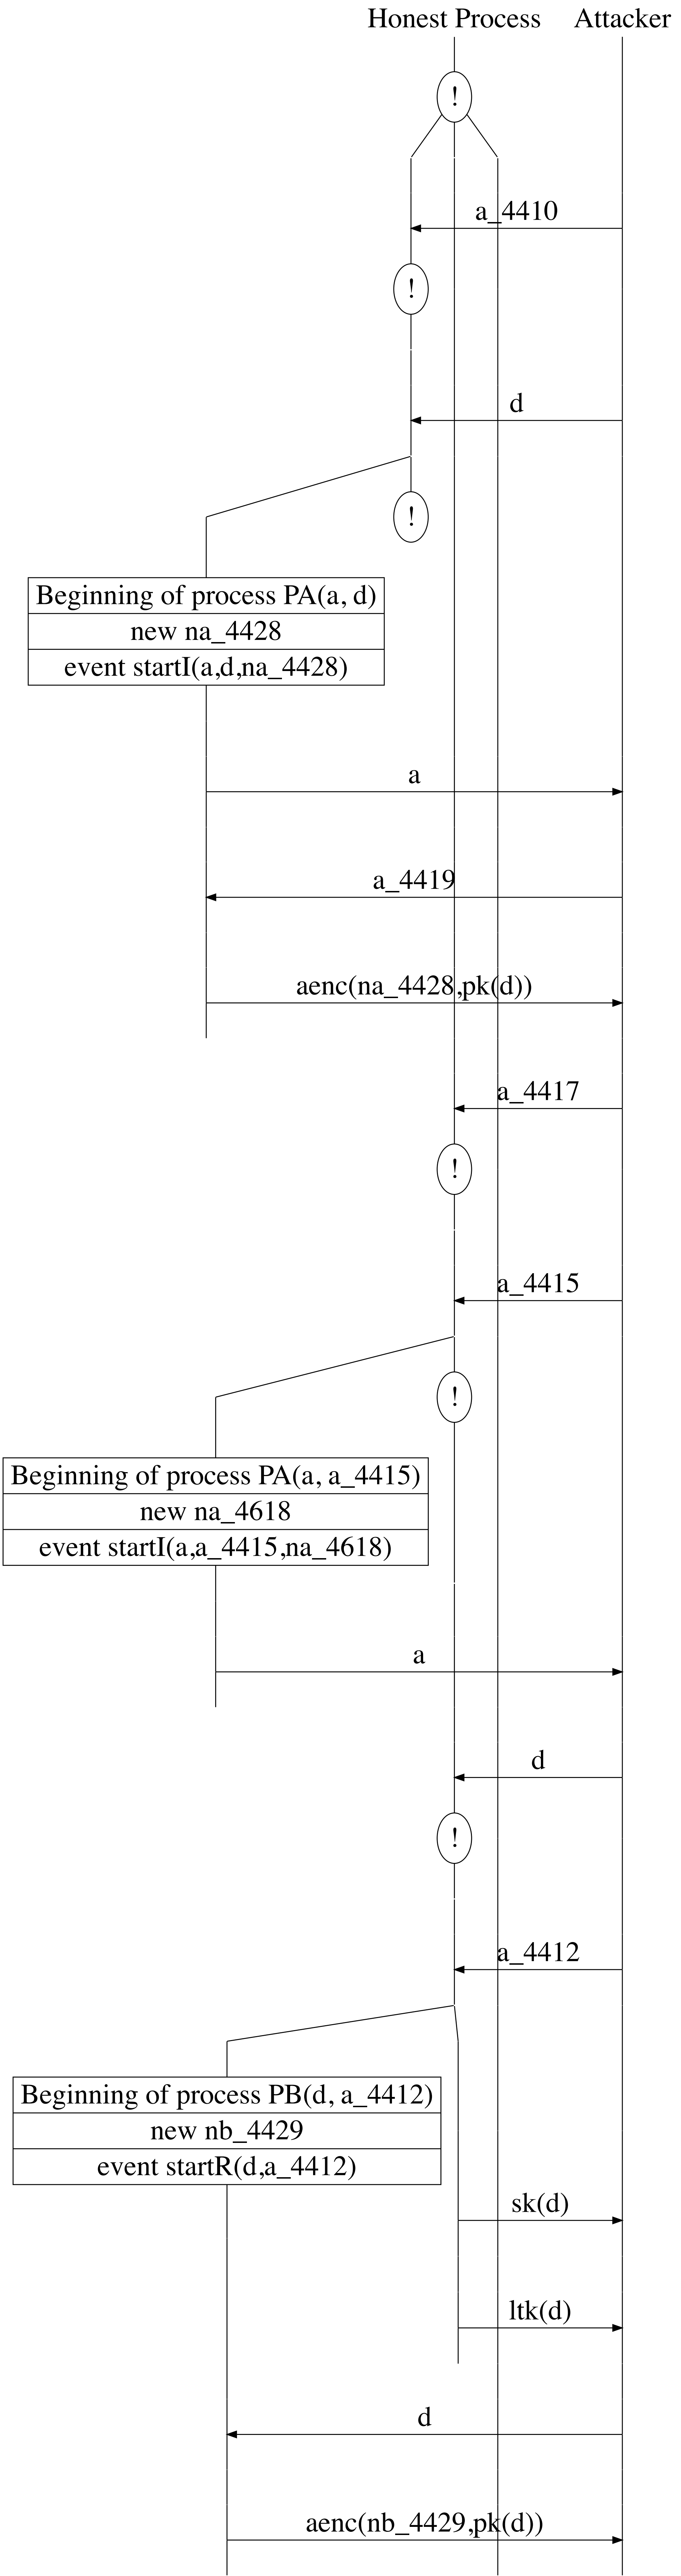 Honest Process Attacker
!
a_4410
!
d
!
Beginning of process PA(a, d)
new na_4428
event startI(a,d,na_4428)
a
a_4419
aenc(na_4428,pk(d))
a_4417
!
a_4415
!
Beginning of process PA(a, a_4415)
new na_4618
event startI(a,a_4415,na_4618)
a
d
!
a_4412
Beginning of process PB(d, a_4412)
new nb_4429
event startR(d,a_4412)
sk(d)
ltk(d)
d
aenc(nb_4429,pk(d))